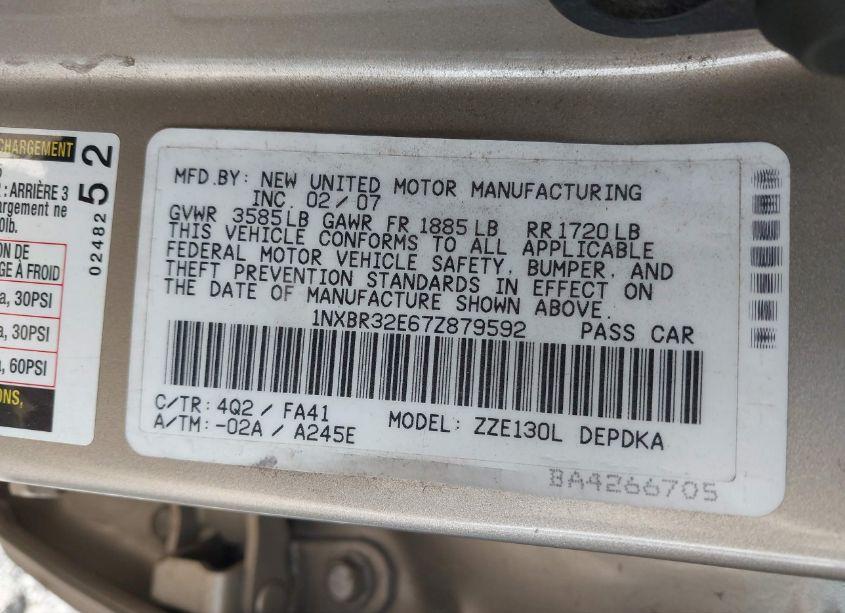 CHARGEMENT
: ARRIÈRE 3
argement ne
0lb.
ON DE
GE À FROID
a, 30PSI
a, 30PSI
a, 60PSI
ONS,
02482 52
MFD.BY: NEW UNITED MOTOR MANUFACTURING
INC. 02/07
GVWR 3585LB GAWR FR 1885LB RR1720LB
THIS VEHICLE CONFORMS TO ALL APPLICABLE
FEDERAL MOTOR VEHICLE SAFETY, BUMPER, AND
THEFT PREVENTION STANDARDS IN EFFECT ON
THE DATE OF MANUFACTURE SHOWN ABOVE.
1NXBR32E67Z879592 PASS CAR
C/TR: 4Q2 / FA41
A/TM: -02A / A245E
MODEL: ZZE130L DEPDKA
BA4266705